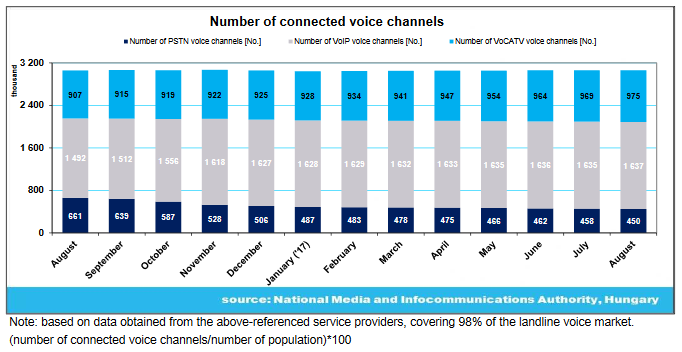 Number of connected voice channels
Number of PSTN voice channels [No.] Number of VoIP voice channels [No.] Number of VoCATV voice channels [No.]
thousand
3 200
2 400
1 600
800
0
907 915 919 922 925 928 934 941 947 954 964 969 975
1 492 1 512 1 556 1 618 1 627 1 628 1 629 1 632 1 633 1 635 1 636 1 635 1 637
661 639 587 528 506 487 483 478 475 466 462 458 450
August September October November December January ('17) February March April May June July August
source: National Media and Infocommunications Authority, Hungary
Note: based on data obtained from the above-referenced service providers, covering 98% of the landline voice market.
(number of connected voice channels/number of population)*100